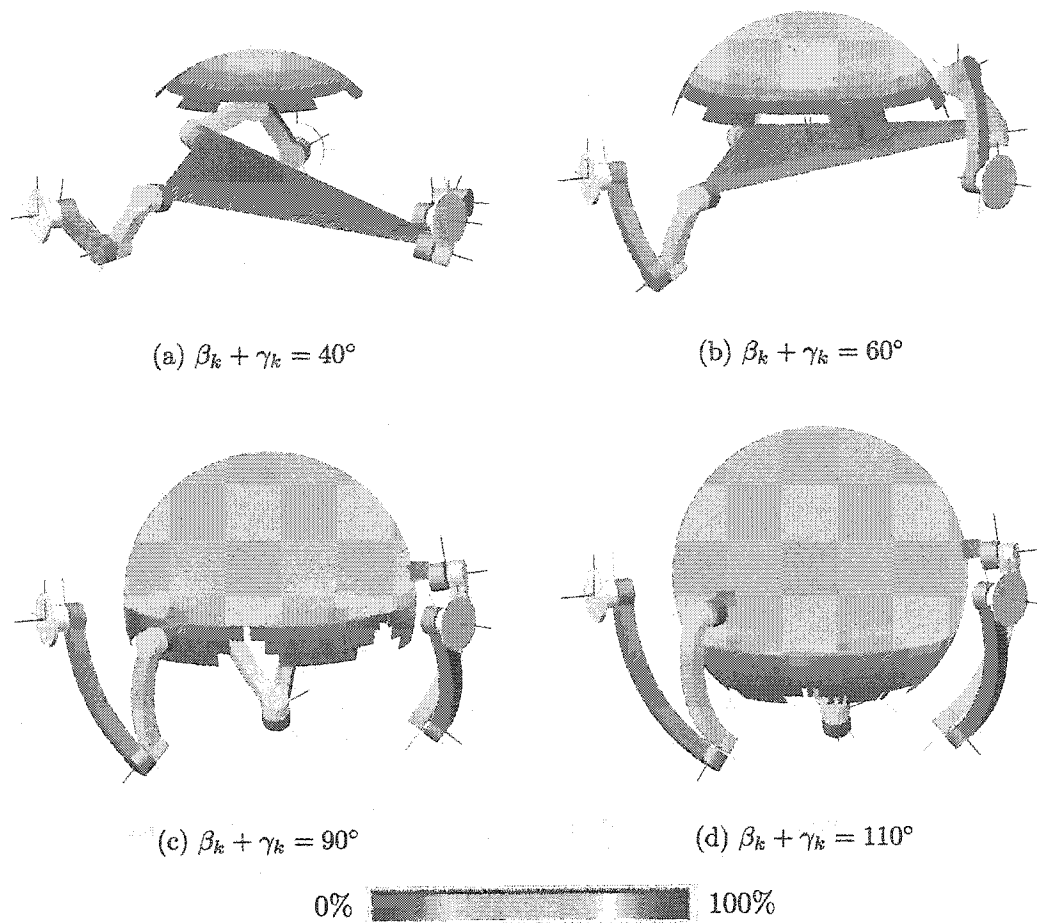 (a) βₖ + γₖ = 40°
(b) βₖ + γₖ = 60°
(c) βₖ + γₖ = 90°
(d) βₖ + γₖ = 110°
0% 100%